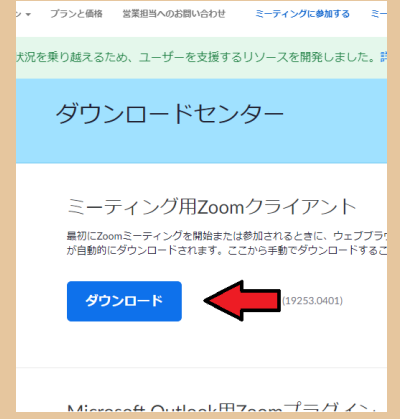 プランと価格 営業担当へのお問い合わせ ミーティングに参加する ミー
状況を乗り越えるため、ユーザーを支援するリソースを開発しました。
ダウンロードセンター
ミーティング用Zoomクライアント
最初にZoomミーティングを開始または参加されるときに、ウェブブラウ
が自動的にダウンロードされます。ここから手動でダウンロードするこ
ダウンロード (19253.0401)
Microsoft Outlook用Zoomプラグイン